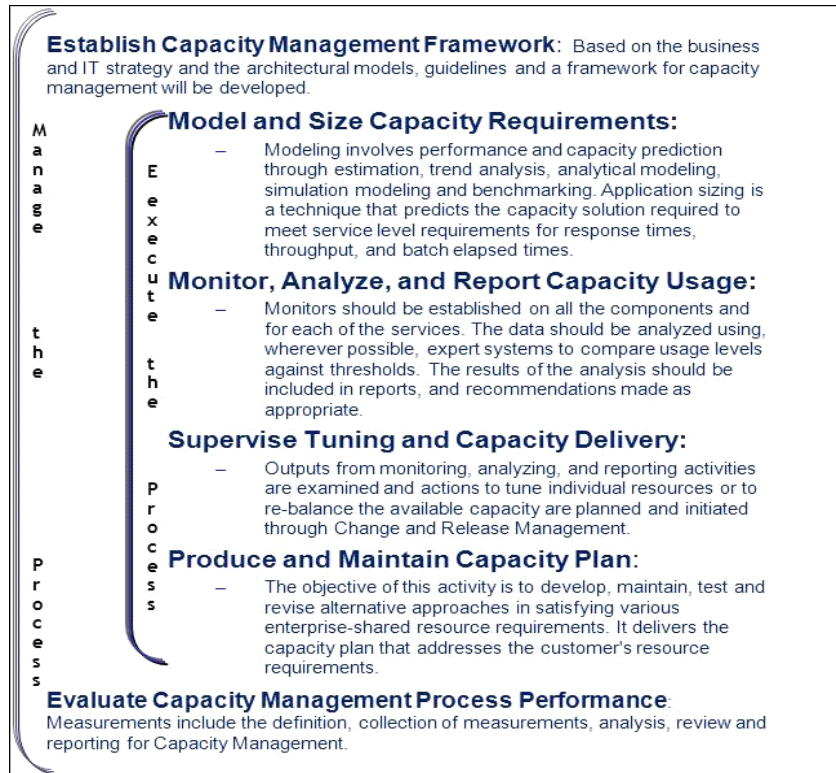 Establish Capacity Management Framework: Based on the business
and IT strategy and the architectural models, guidelines and a framework for capacity
management will be developed.
Manage the Process
Execute the Process
Model and Size Capacity Requirements:
– Modeling involves performance and capacity prediction
through estimation, trend analysis, analytical modeling,
simulation modeling and benchmarking. Application sizing is
a technique that predicts the capacity solution required to
meet service level requirements for response times,
throughput, and batch elapsed times.
Monitor, Analyze, and Report Capacity Usage:
– Monitors should be established on all the components and
for each of the services. The data should be analyzed using,
wherever possible, expert systems to compare usage levels
against thresholds. The results of the analysis should be
included in reports, and recommendations made as
appropriate.
Supervise Tuning and Capacity Delivery:
– Outputs from monitoring, analyzing, and reporting activities
are examined and actions to tune individual resources or to
re-balance the available capacity are planned and initiated
through Change and Release Management.
Produce and Maintain Capacity Plan:
– The objective of this activity is to develop, maintain, test and
revise alternative approaches in satisfying various
enterprise-shared resource requirements. It delivers the
capacity plan that addresses the customer's resource
requirements.
Evaluate Capacity Management Process Performance:
Measurements include the definition, collection of measurements, analysis, review and
reporting for Capacity Management.